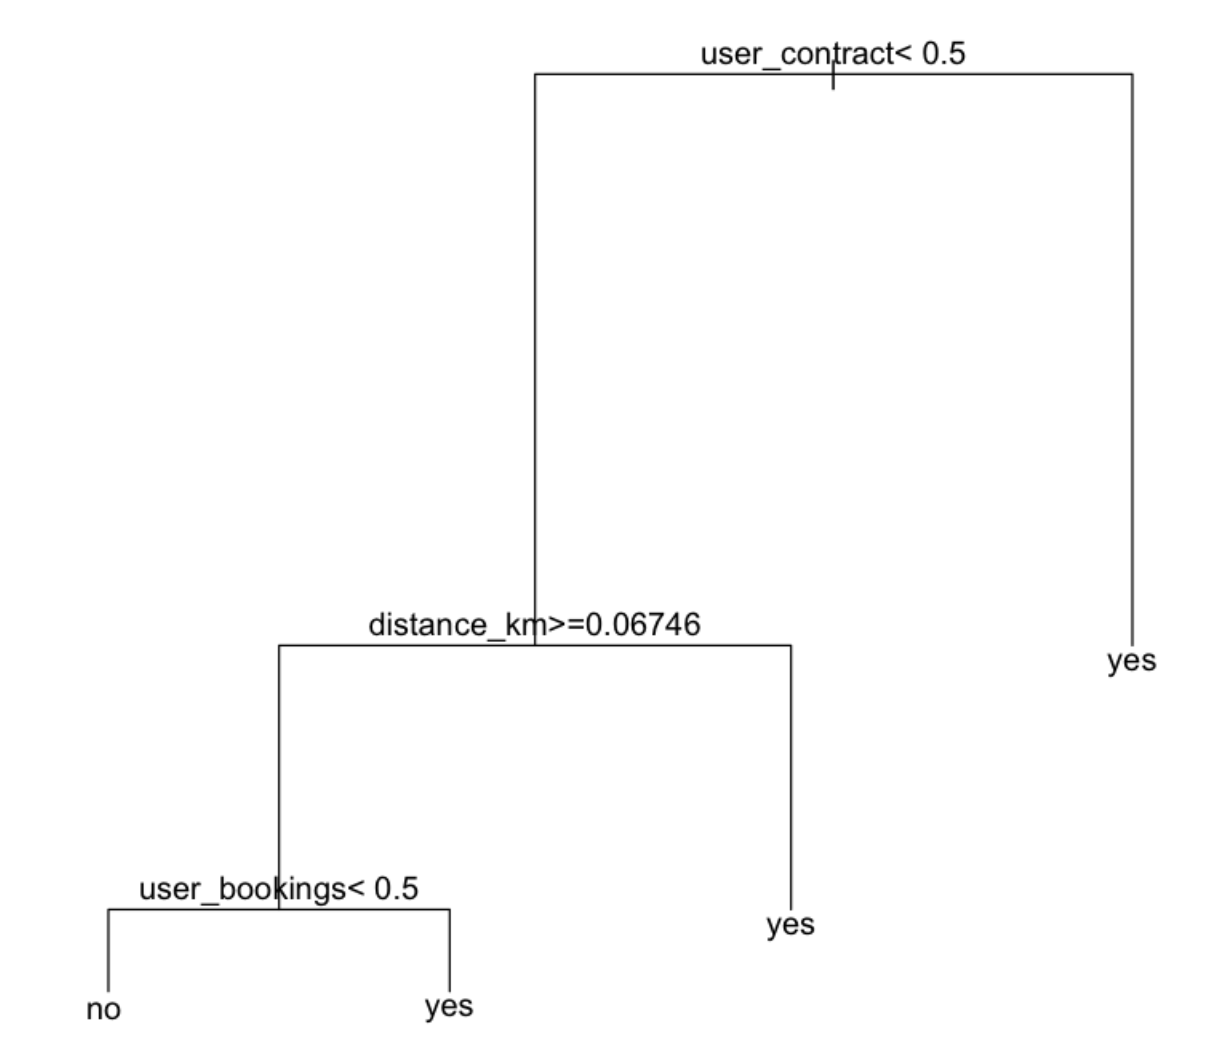 user_contract< 0.5
distance_km>=0.06746
yes
user_bookings< 0.5
yes
no
yes